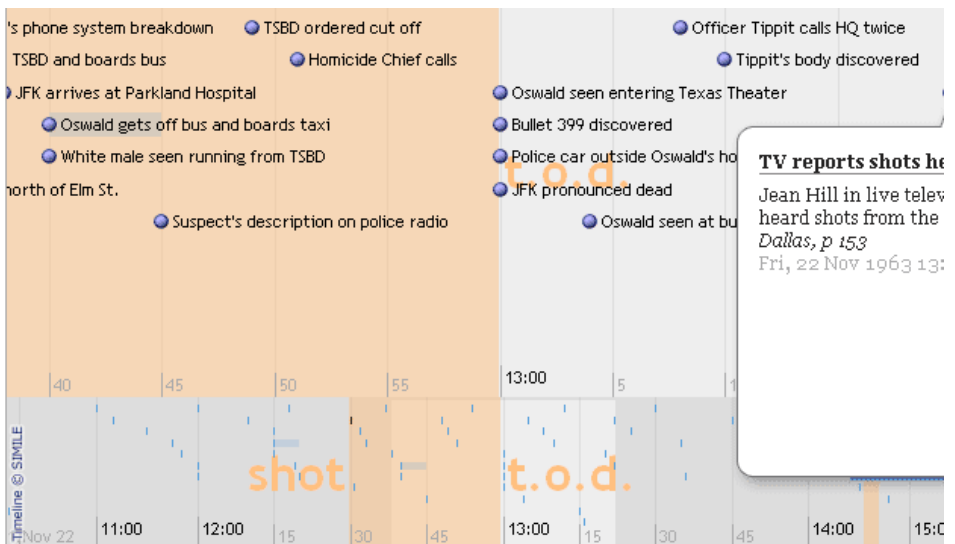 's phone system breakdown
TSBD ordered cut off
Officer Tippit calls HQ twice
TSBD and boards bus
Homicide Chief calls
Tippit's body discovered
JFK arrives at Parkland Hospital
Oswald seen entering Texas Theater
Oswald gets off bus and boards taxi
Bullet 399 discovered
White male seen running from TSBD
Police car outside Oswald's ho
t.o.d.
north of Elm St.
JFK pronounced dead
Suspect's description on police radio
Oswald seen at bu
TV reports shots he
Jean Hill in live telev
heard shots from the
Dallas, p 153
Fri, 22 Nov 1963 13:
40
45
50
55
13:00
5
1
shot
t.o.d.
Timeline © SIMILE
Nov 22
11:00
12:00
15
30
45
13:00
15
30
45
14:00
15:0